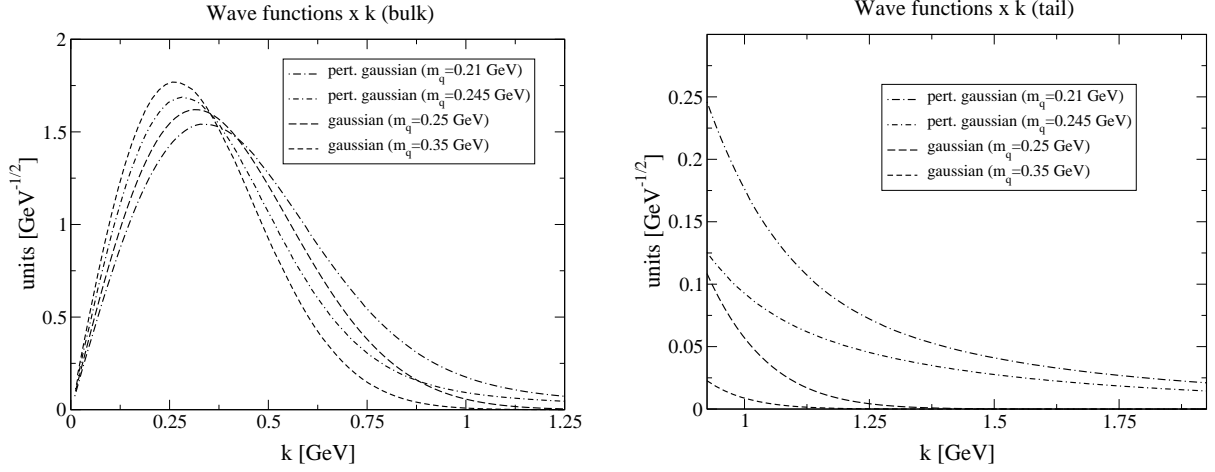 Wave functions x k (bulk)
2
1.5
1
0.5
0
units [GeV^-1/2]
pert. gaussian (m_q=0.21 GeV)
pert. gaussian (m_q=0.245 GeV)
gaussian (m_q=0.25 GeV)
gaussian (m_q=0.35 GeV)
0 0.25 0.5 0.75 1 1.25
k [GeV]
Wave functions x k (tail)
0.25
0.2
0.15
0.1
0.05
0
units [GeV^-1/2]
pert. gaussian (m_q=0.21 GeV)
pert. gaussian (m_q=0.245 GeV)
gaussian (m_q=0.25 GeV)
gaussian (m_q=0.35 GeV)
1 1.25 1.5 1.75
k [GeV]